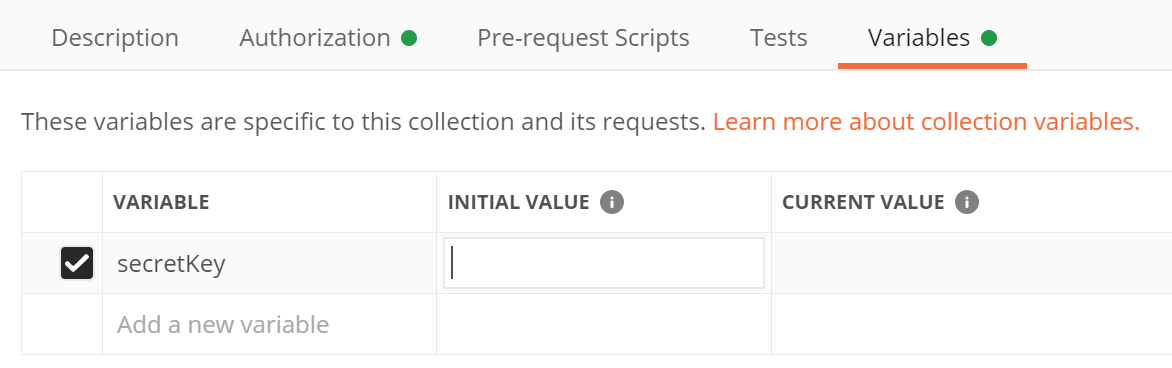 Description Authorization Pre-request Scripts Tests Variables
These variables are specific to this collection and its requests. Learn more about collection variables.
VARIABLE INITIAL VALUE i CURRENT VALUE i
secretKey
Add a new variable